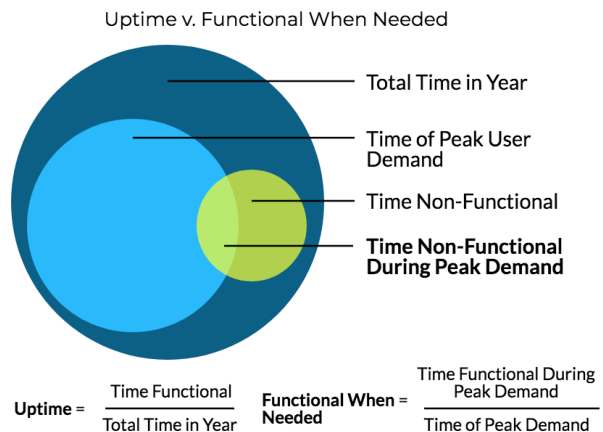 Uptime v. Functional When Needed
Total Time in Year
Time of Peak User
Demand
Time Non-Functional
Time Non-Functional
During Peak Demand
Uptime =
Time Functional
Total Time in Year
Functional When =
Needed
Time Functional During
Peak Demand
Time of Peak Demand